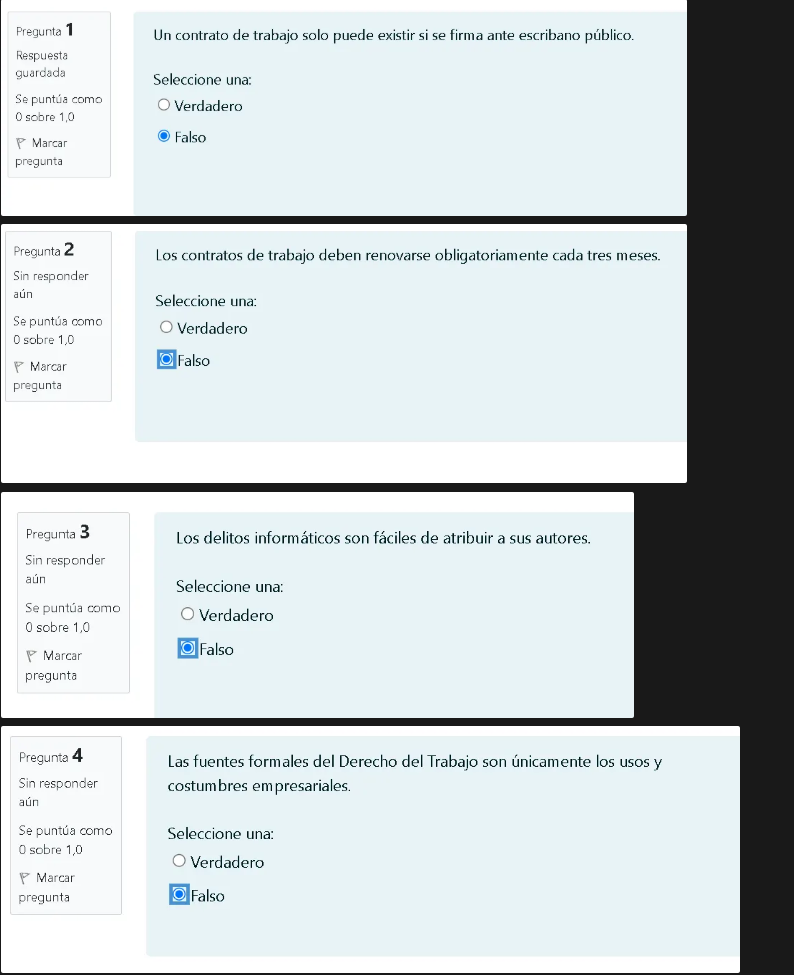 Pregunta 1
Respuesta
guardada
Se puntúa como
0 sobre 1,0
Marcar
pregunta
Un contrato de trabajo solo puede existir si se firma ante escribano público.
Seleccione una:
Verdadero
Falso
Pregunta 2
Sin responder
aún
Se puntúa como
0 sobre 1,0
Marcar
pregunta
Los contratos de trabajo deben renovarse obligatoriamente cada tres meses.
Seleccione una:
Verdadero
Falso
Pregunta 3
Sin responder
aún
Se puntúa como
0 sobre 1,0
Marcar
pregunta
Los delitos informáticos son fáciles de atribuir a sus autores.
Seleccione una:
Verdadero
Falso
Pregunta 4
Sin responder
aún
Se puntúa como
0 sobre 1,0
Marcar
pregunta
Las fuentes formales del Derecho del Trabajo son únicamente los usos y
costumbres empresariales.
Seleccione una:
Verdadero
Falso